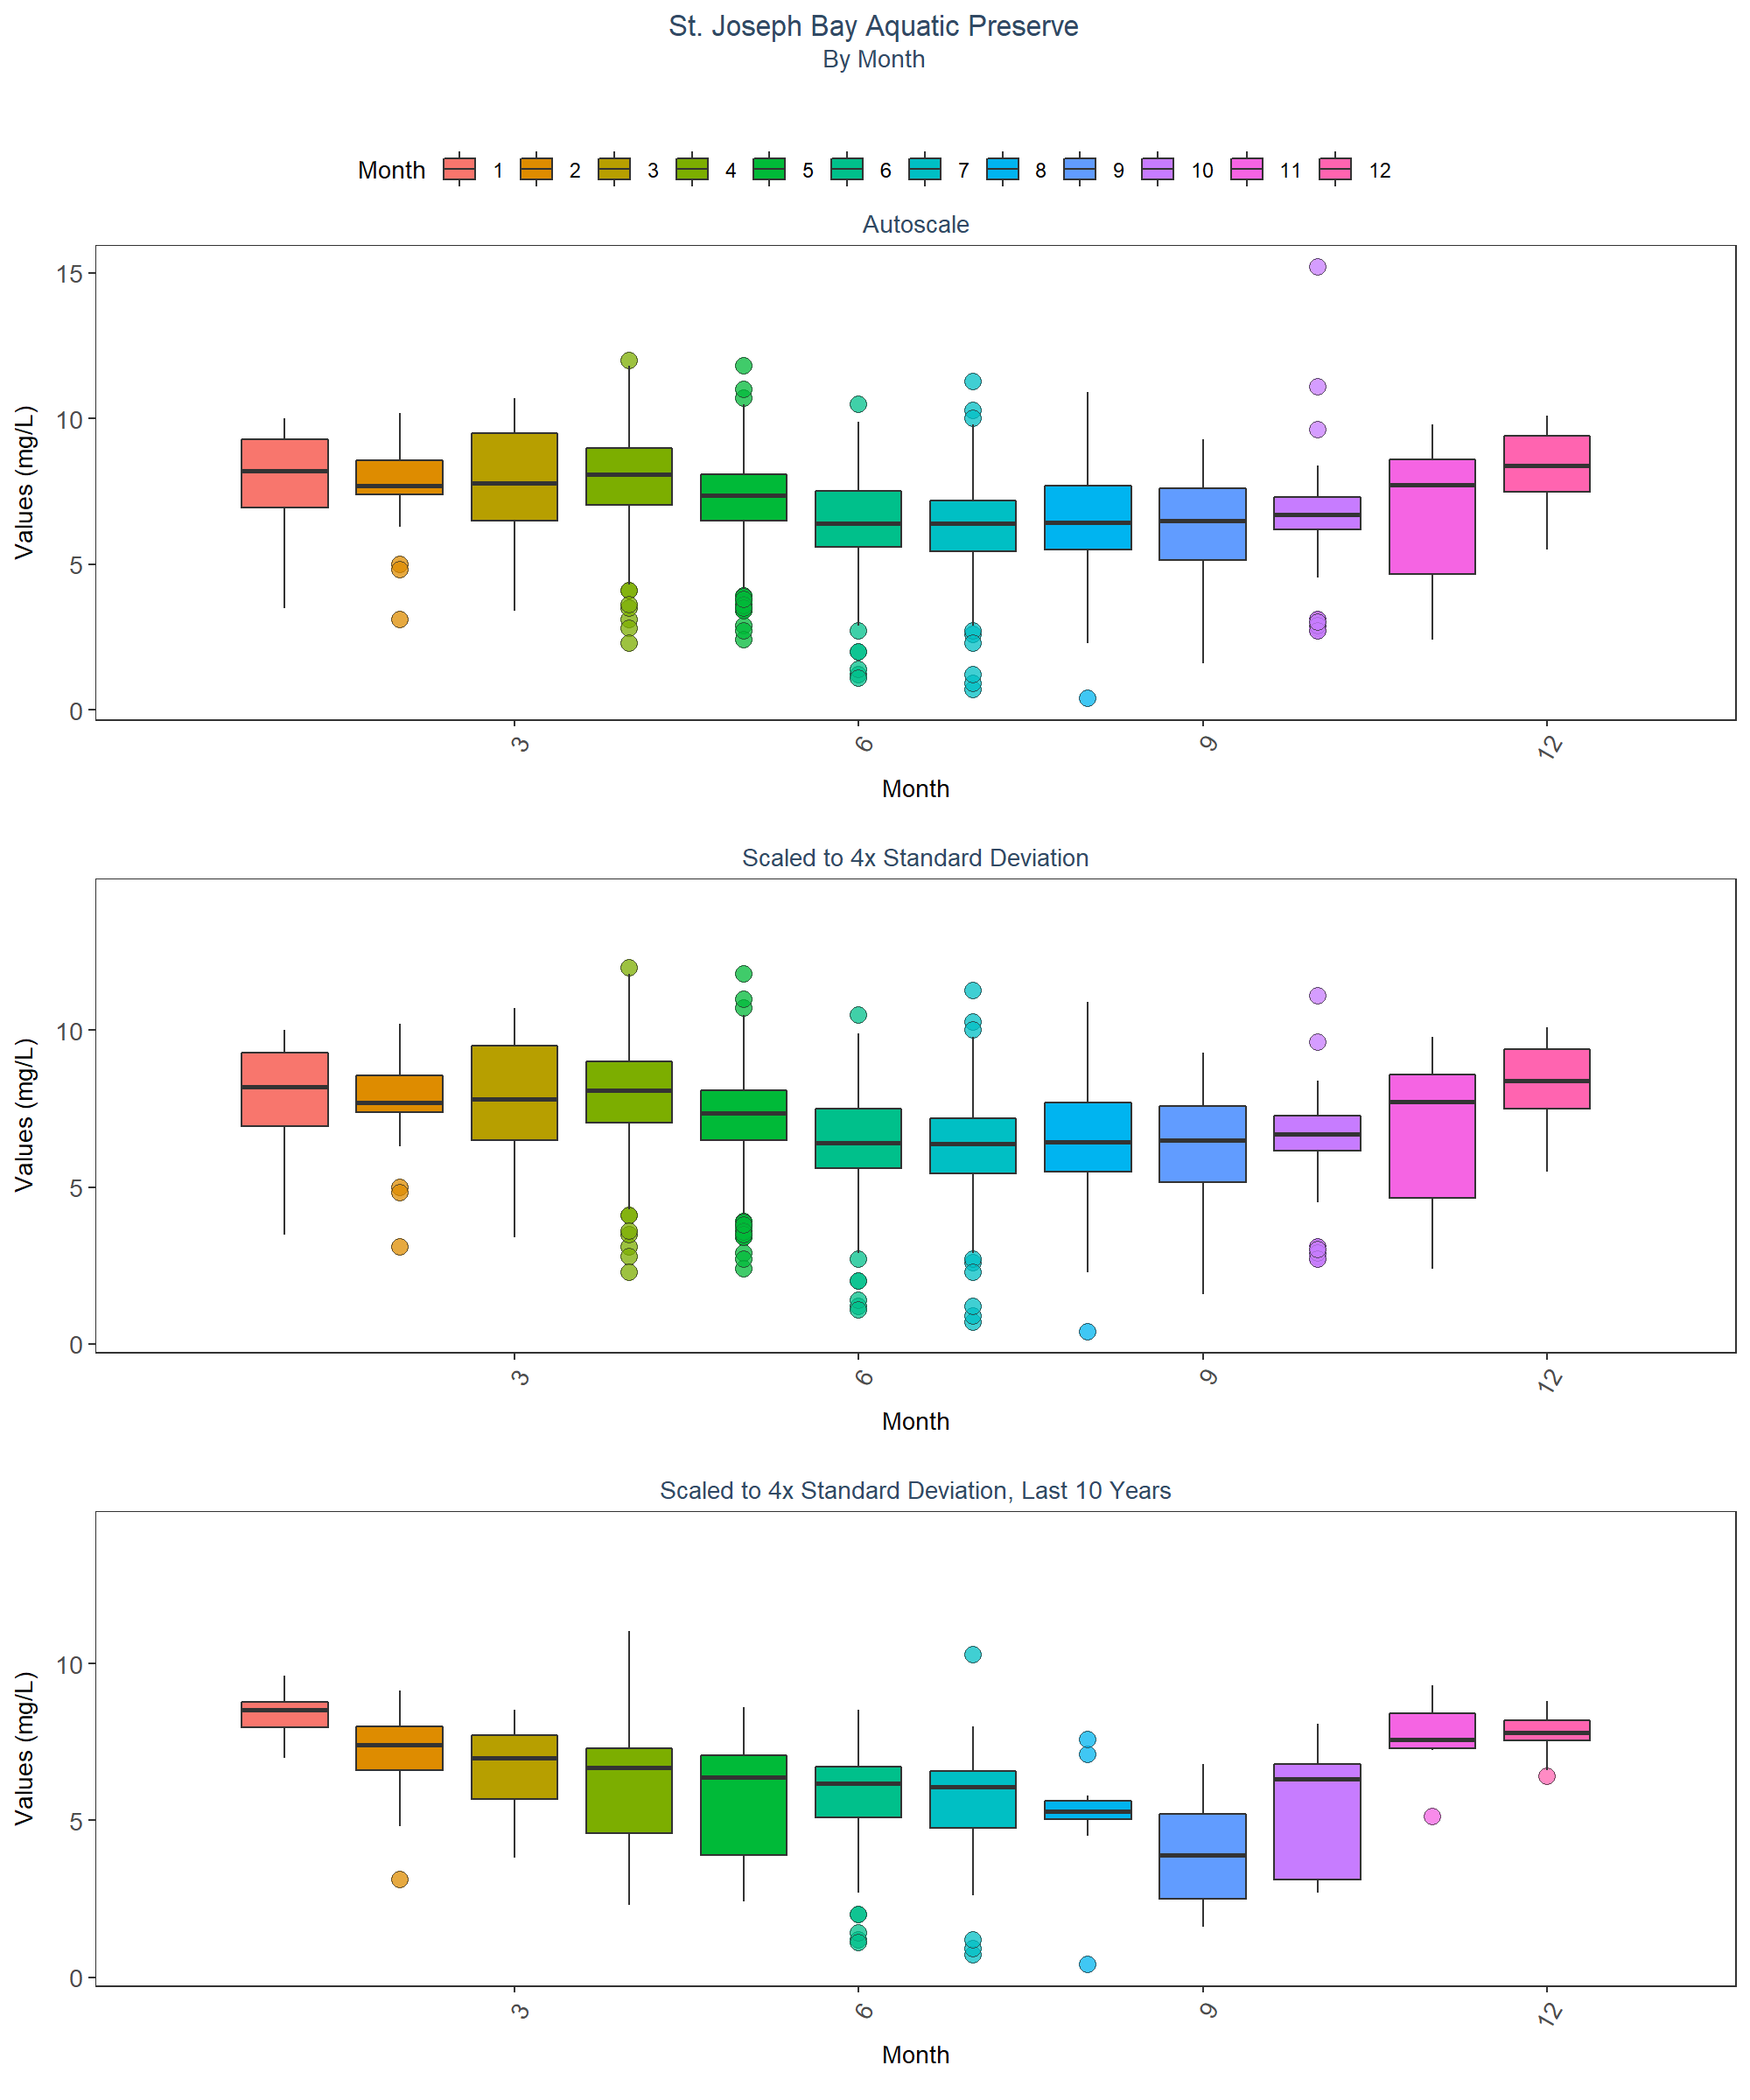 St. Joseph Bay Aquatic Preserve
By Month
Month 1 2 3 4 5 6 7 8 9 10 11 12
Autoscale
Values (mg/L)
15
10
5
0
3 6 9 12
Month
Scaled to 4x Standard Deviation
Values (mg/L)
10
5
0
3 6 9 12
Month
Scaled to 4x Standard Deviation, Last 10 Years
Values (mg/L)
10
5
0
3 6 9 12
Month